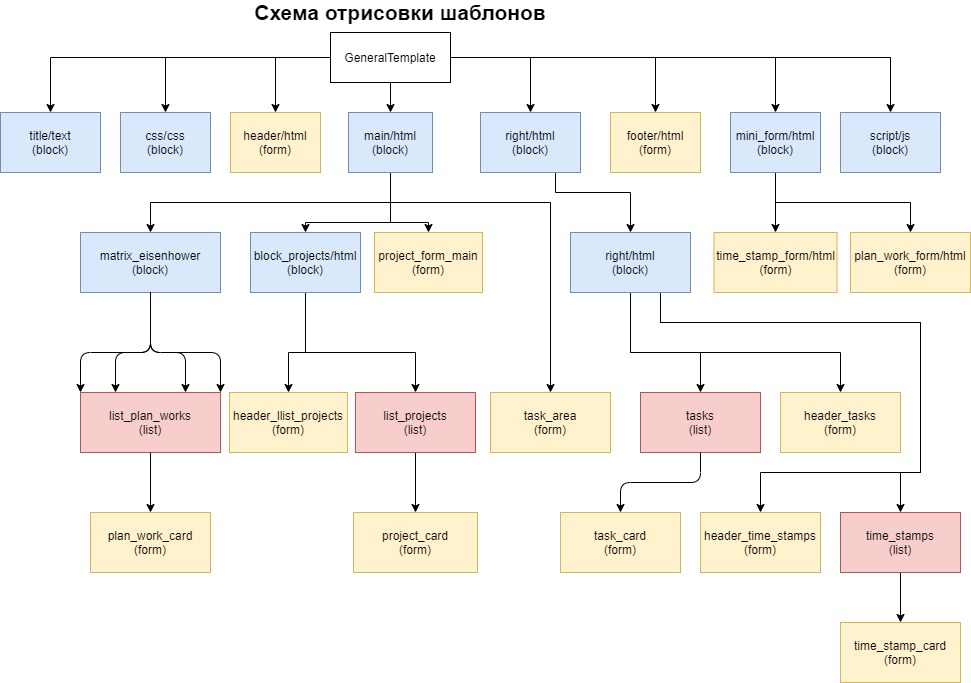 Схема отрисовки шаблонов
GeneralTemplate
title/text
(block)
css/css
(block)
header/html
(form)
main/html
(block)
right/html
(block)
footer/html
(form)
mini_form/html
(block)
script/js
(block)
matrix_eisenhower
(block)
block_projects/html
(block)
project_form_main
(form)
right/html
(block)
time_stamp_form/html
(form)
plan_work_form/html
(form)
list_plan_works
(list)
header_llist_projects
(form)
list_projects
(list)
task_area
(form)
tasks
(list)
header_tasks
(form)
plan_work_card
(form)
project_card
(form)
task_card
(form)
header_time_stamps
(form)
time_stamps
(list)
time_stamp_card
(form)